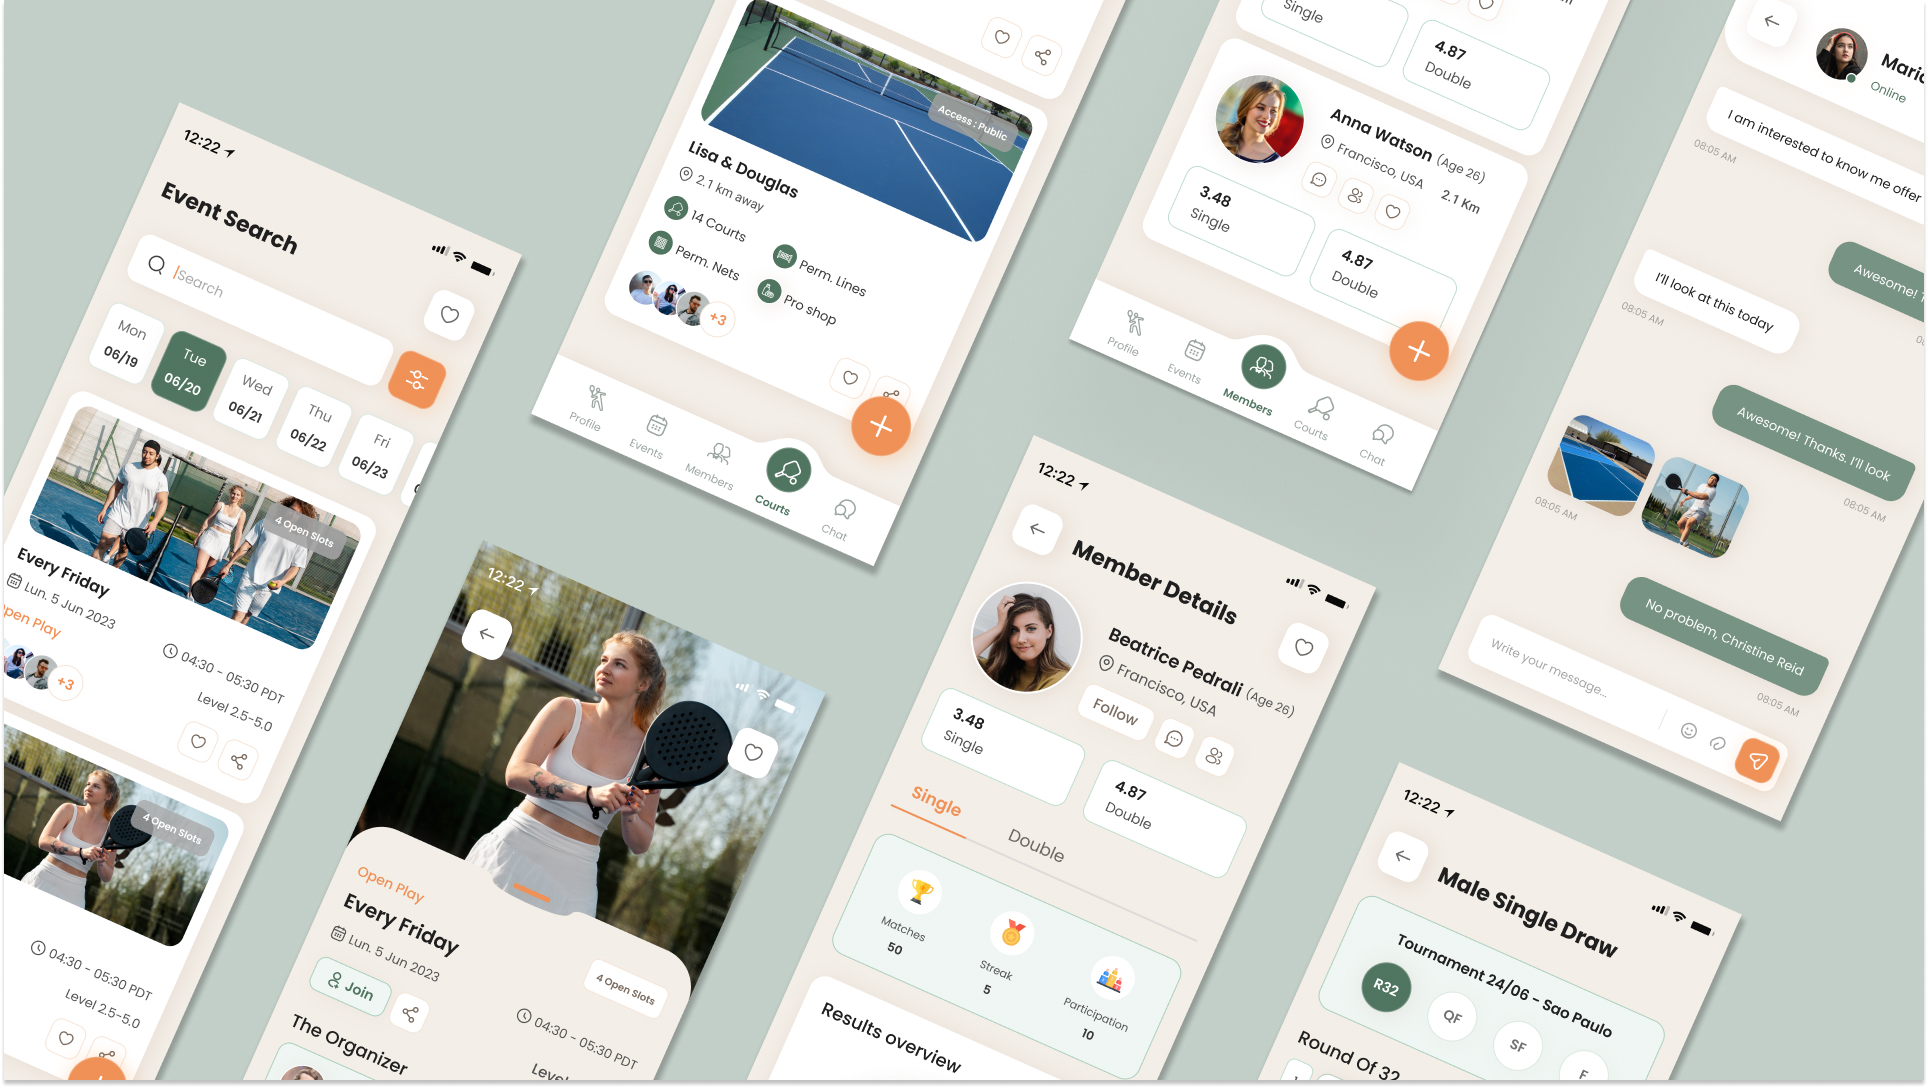 12:22
Event Search
Search
Mon
06/19
Tue
06/20
Wed
06/21
Thu
06/22
Fri
06/23
4 Open Slots
Every Friday
Lun. 5 Jun 2023
pen Play
+3
04:30 - 05:30 PDT
Level 2.5-5.0
4 Open Slots
04:30 - 05:30 PDT
Level 2.5-5.0
Access : Public
Lisa & Douglas
2.1 km away
14 Courts
Perm. Nets
Perm. Lines
Pro shop
+3
Profile
Events
Members
Courts
Chat
12:22
Open Play
Every Friday
Lun. 5 Jun 2023
4 Open Slots
Join
04:30 - 05:30 PDT
The Organizer
Single
4.87
Double
Anna Watson (Age 26)
Francisco, USA
2.1 Km
3.48
Single
4.87
Double
Profile
Events
Members
Courts
Chat
12:22
Member Details
Beatrice Pedrali (Age 26)
Francisco, USA
Follow
3.48
Single
4.87
Double
Single
Double
Matches
50
Streak
5
Participation
10
Results overview
Online
I am interested to know me offer
08:05 AM
Awesome!
I'll look at this today
08:05 AM
Awesome! Thanks. I'll look
08:05 AM
08:05 AM
No problem, Christine Reid
08:05 AM
Write your message...
12:22
Male Single Draw
Tournament 24/06 - Sao Paulo
R32
QF
SF
F
Round Of 32